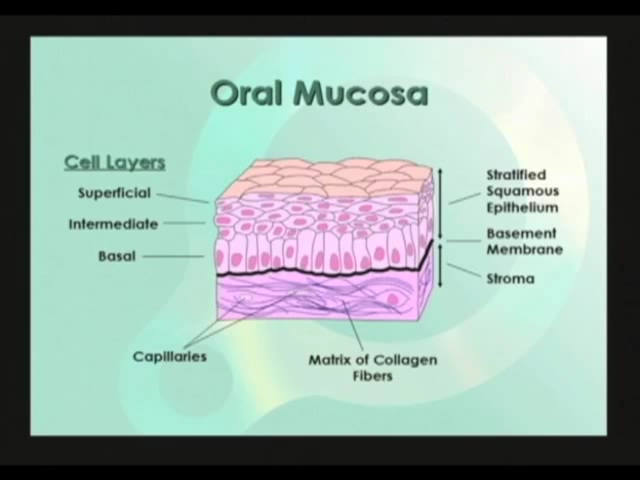 Oral Mucosa
Cell Layers
Superficial
Intermediate
Basal
Stratified
Squamous
Epithelium
Basement
Membrane
Stroma
Capillaries
Matrix of Collagen
Fibers